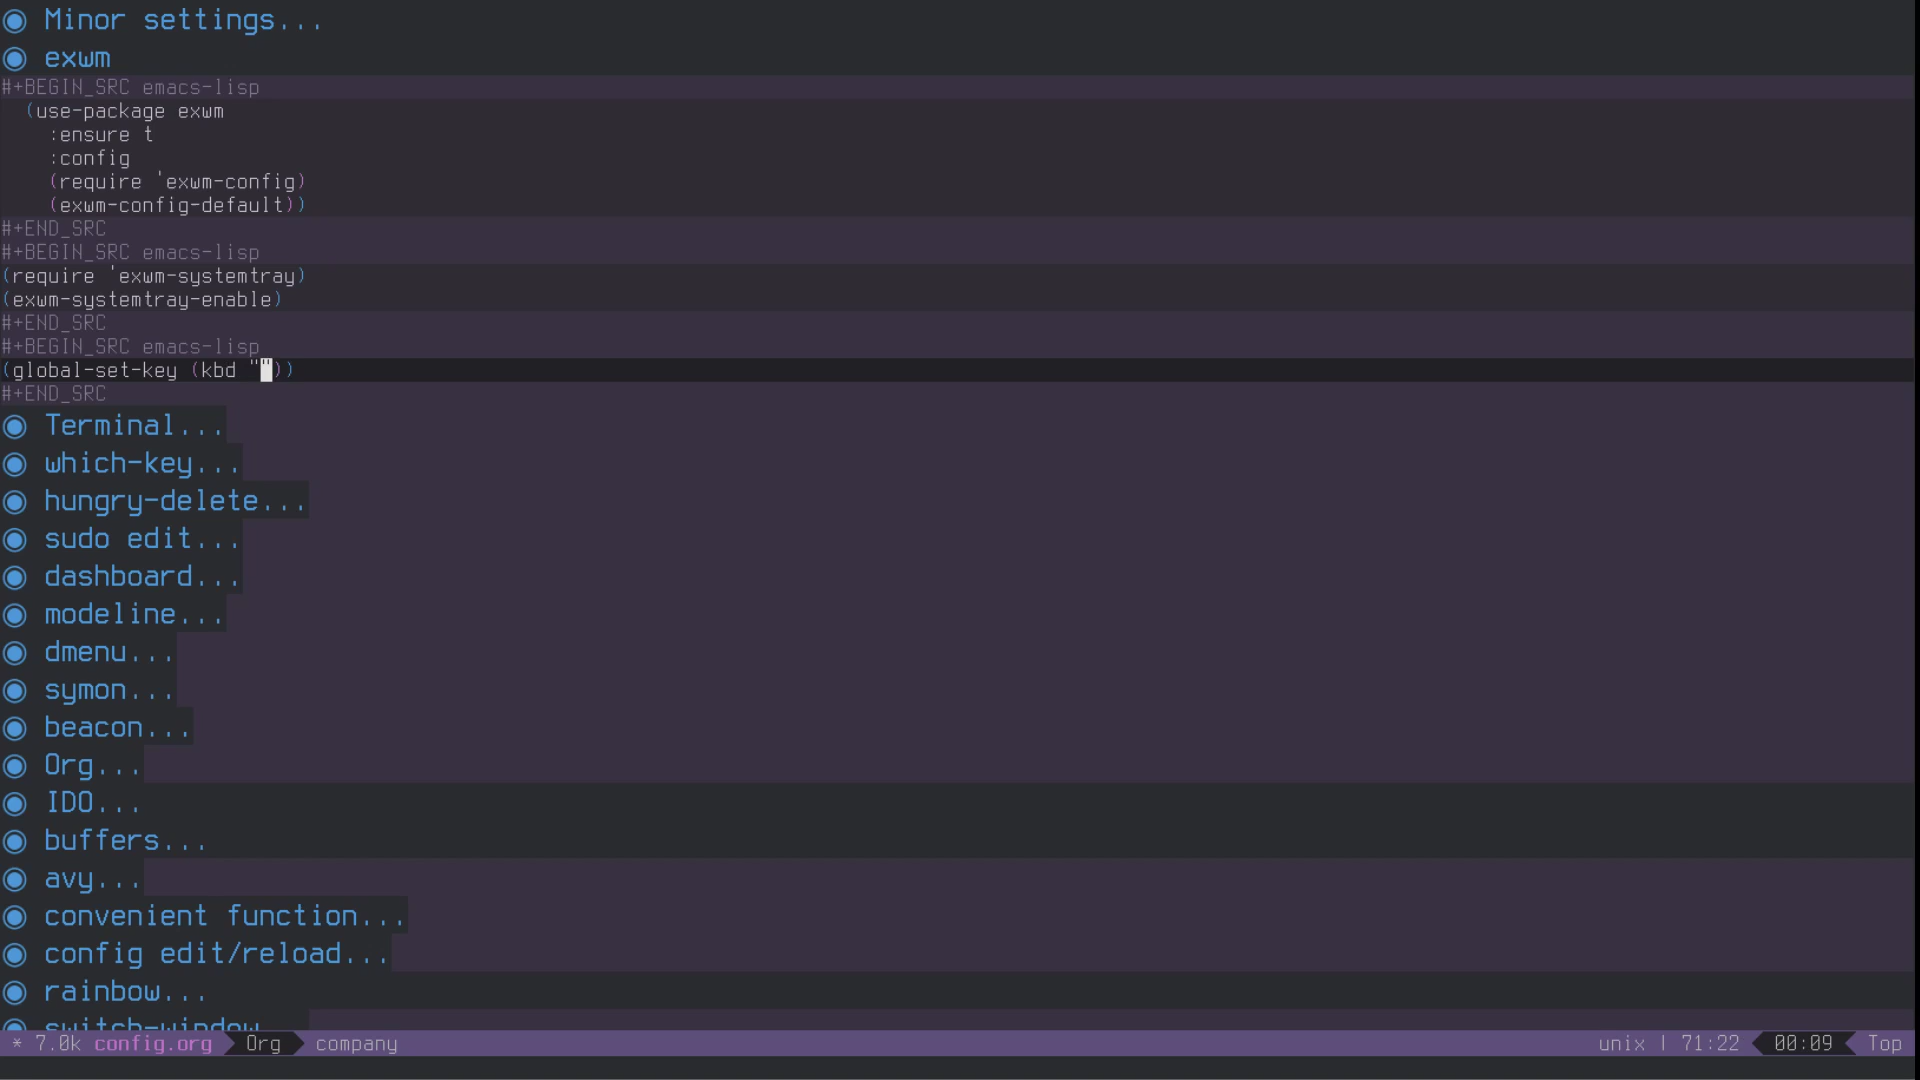 Minor settings...
exwm
#+BEGIN_SRC emacs-lisp
(use-package exwm
:ensure t
:config
(require 'exwm-config)
(exwm-config-default))
#+END_SRC
#+BEGIN_SRC emacs-lisp
(require 'exwm-systemtray)
(exwm-systemtray-enable)
#+END_SRC
#+BEGIN_SRC emacs-lisp
(global-set-key (kbd ""))
#+END_SRC
Terminal...
which-key...
hungry-delete...
sudo edit...
dashboard...
modeline...
dmenu...
symon...
beacon...
Org...
IDO...
buffers...
avy...
convenient function...
config edit/reload...
rainbow...
switch-window...
* 7.0k config.org Org company unix | 71:22 00:09 Top